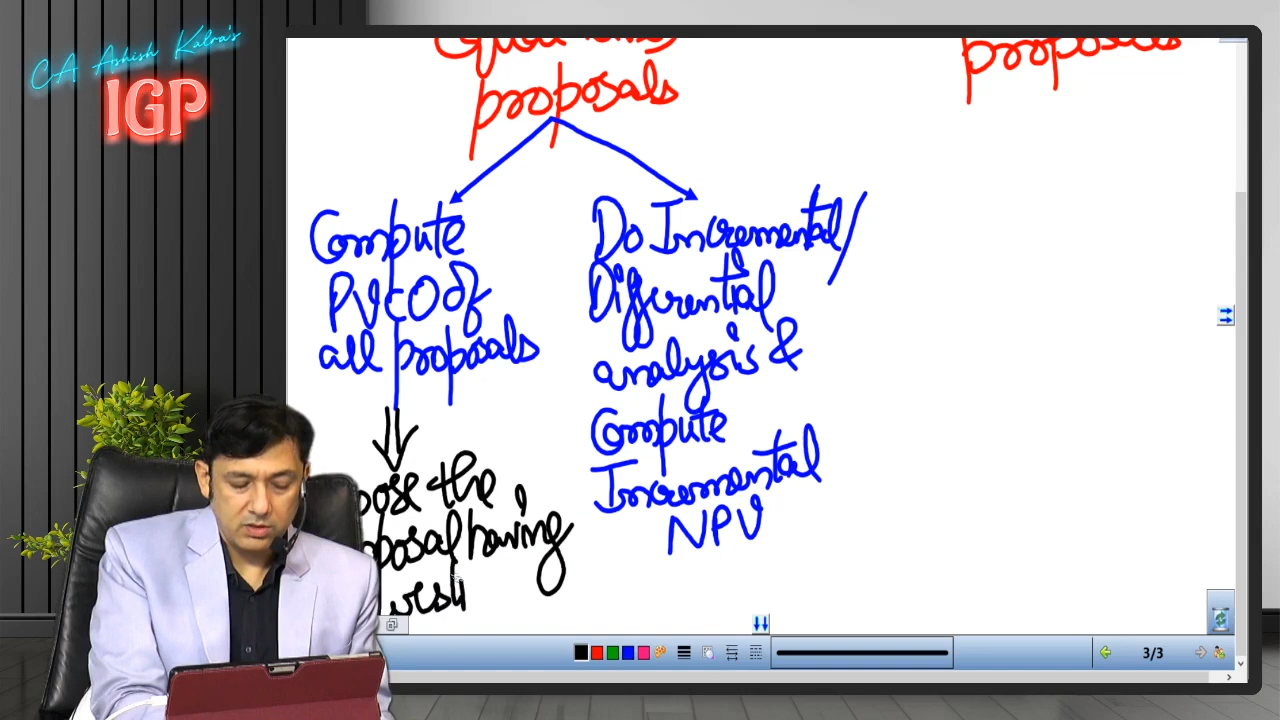 CA Ashish Kalra's
IGP
proposals
proposals
Compute
PVCO of
all proposals
Do Incremental/
Differential
analysis &
Compute
Incremental
NPV
the
having
3/3